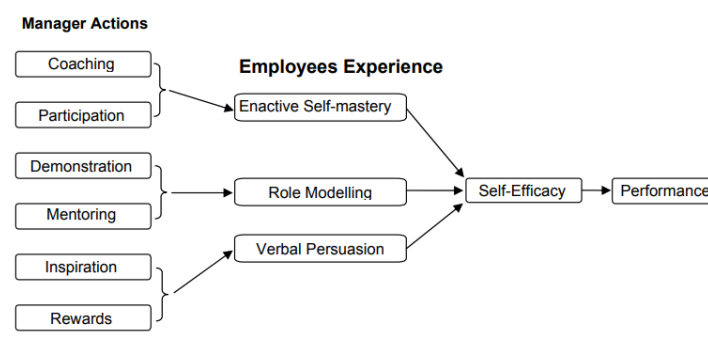 Manager Actions
Coaching
Employees Experience
Enactive Self-mastery
Participation
Demonstration
Role Modelling
Self-Efficacy
Performance
Mentoring
Verbal Persuasion
Inspiration
Rewards